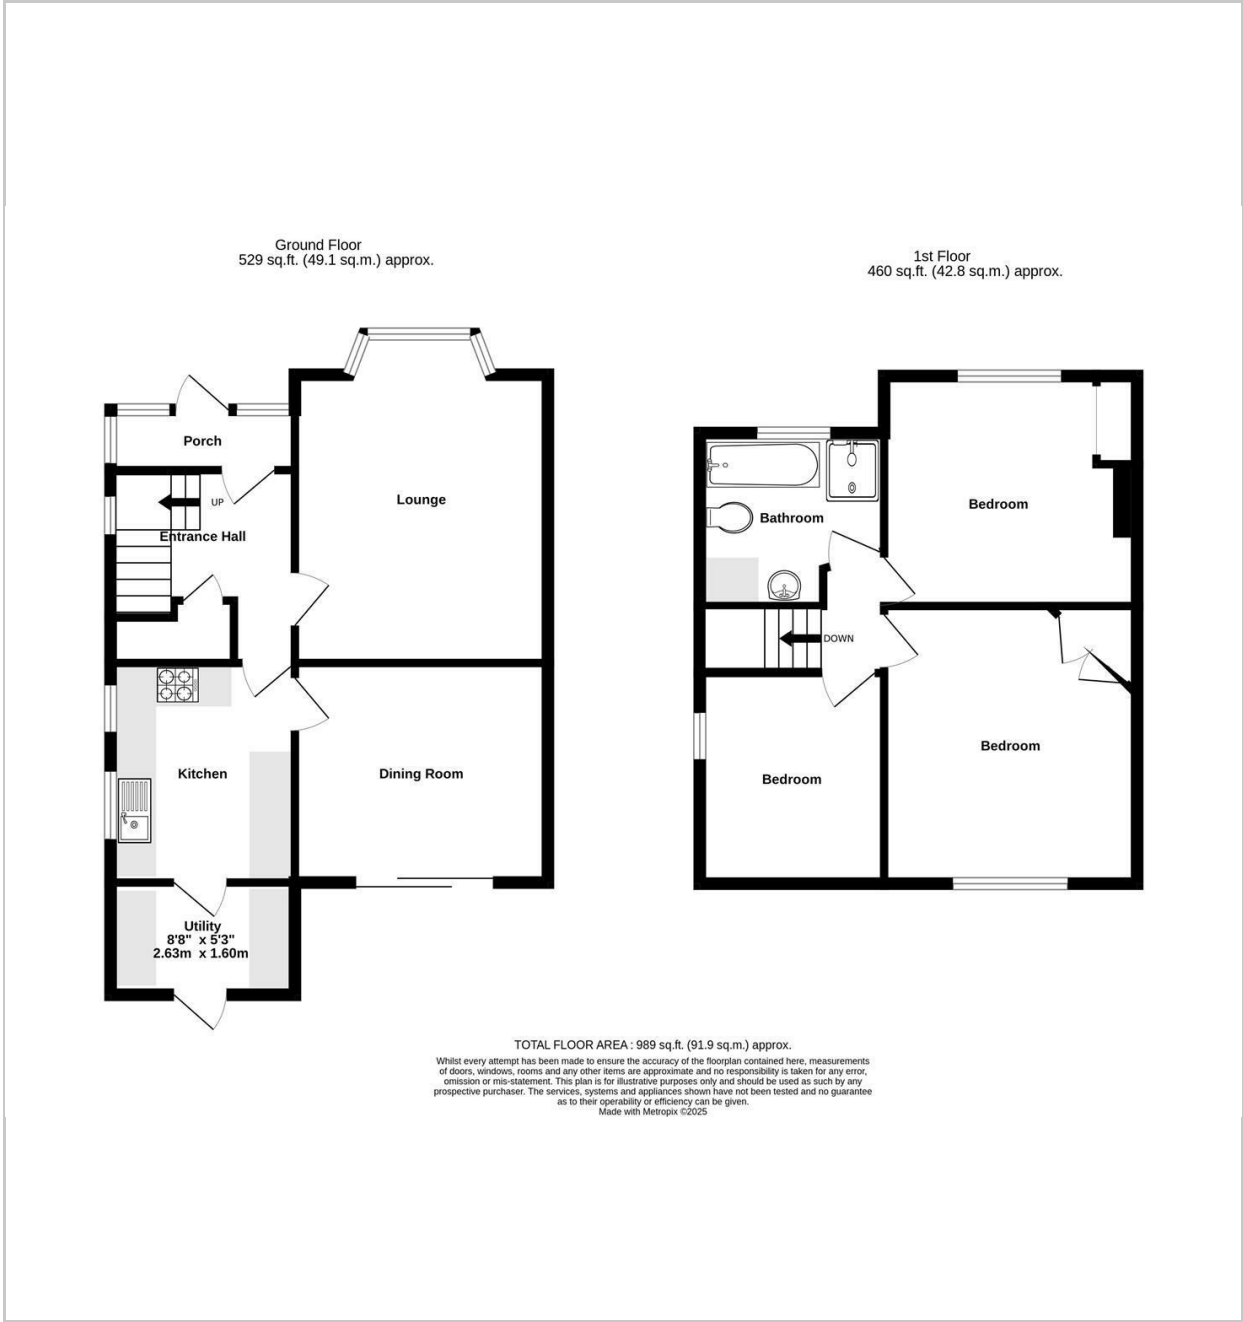 Ground Floor
529 sq.ft. (49.1 sq.m.) approx.
1st Floor
460 sq.ft. (42.8 sq.m.) approx.
Porch
UP
Entrance Hall
Lounge
Kitchen
Dining Room
Utility
8'8" x 5'3"
2.63m x 1.60m
Bathroom
Bedroom
DOWN
Bedroom
Bedroom
TOTAL FLOOR AREA : 989 sq.ft. (91.9 sq.m.) approx.
Whilst every attempt has been made to ensure the accuracy of the floorplan contained here, measurements
of doors, windows, rooms and any other items are approximate and no responsibility is taken for any error,
omission or mis-statement. This plan is for illustrative purposes only and should be used as such by any
prospective purchaser. The services, systems and appliances shown have not been tested and no guarantee
as to their operability or efficiency can be given.
Made with Metropix ©2025